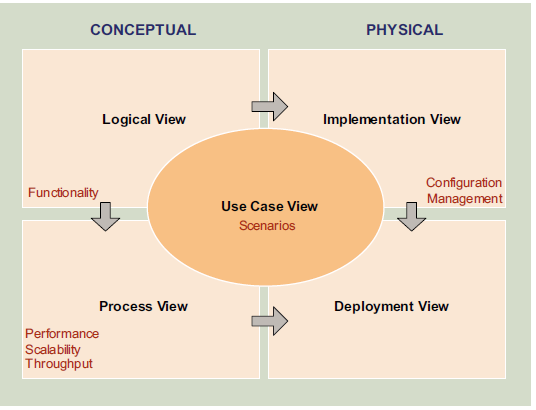 CONCEPTUAL
PHYSICAL
Logical View
Implementation View
Functionality
Configuration
Management
Use Case View
Scenarios
Process View
Deployment View
Performance
Scalability
Throughput